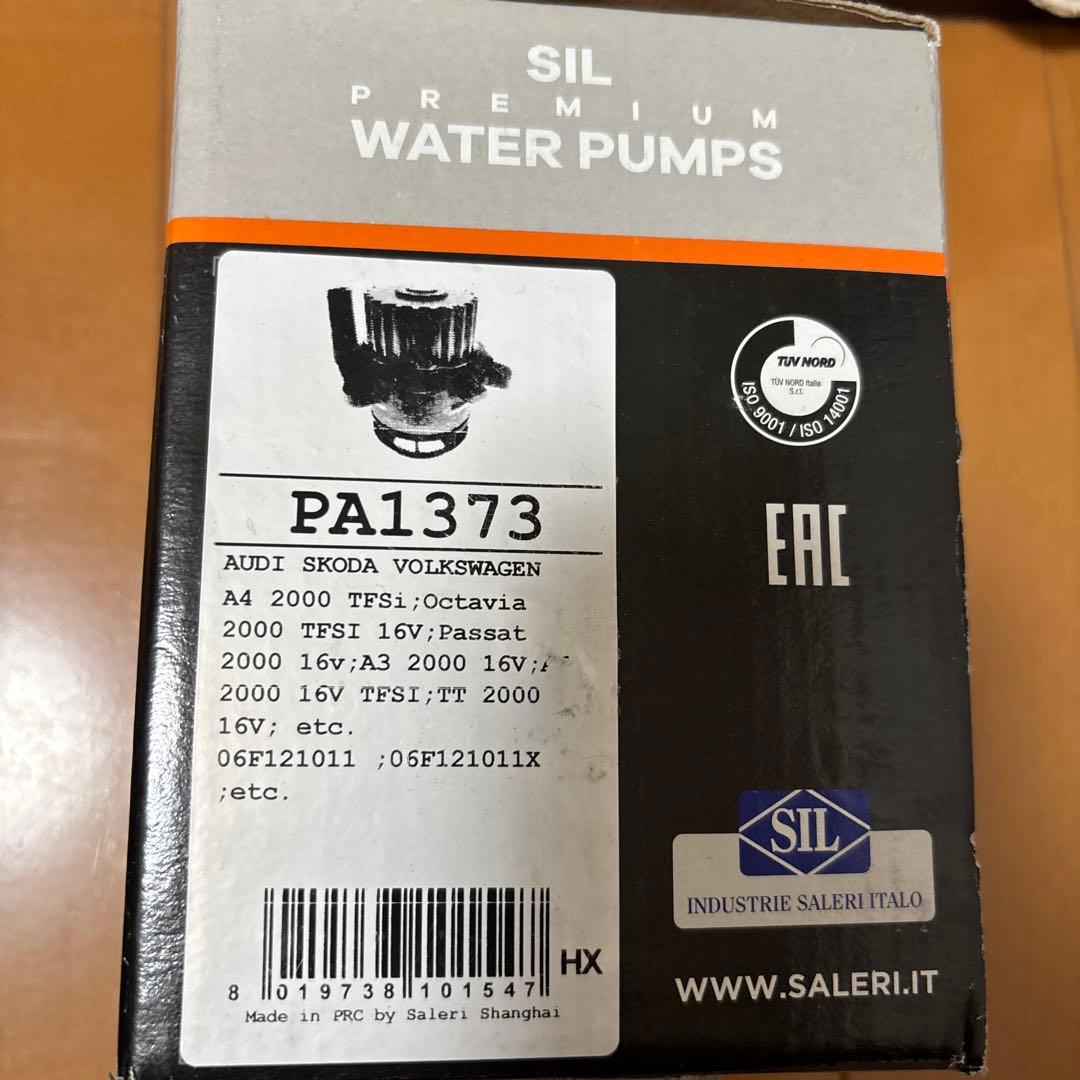 SIL
PREMIUM
WATER PUMPS
PA1373
AUDI SKODA VOLKSWAGEN
A4 2000 TFSi;Octavia
2000 TFSI 16V;Passat
2000 16v;A3 2000 16V;
2000 16V TFSI;TT 2000
16V; etc.
06F121011 ;06F121011X
;etc.
HX
8 019738 101547
Made in PRC by Saleri Shanghai
TÜV NORD
TÜV NORD Italia
S.r.l.
ISO 9001 / ISO 14001
EAC
SIL
INDUSTRIE SALERI ITALO
WWW.SALERI.IT